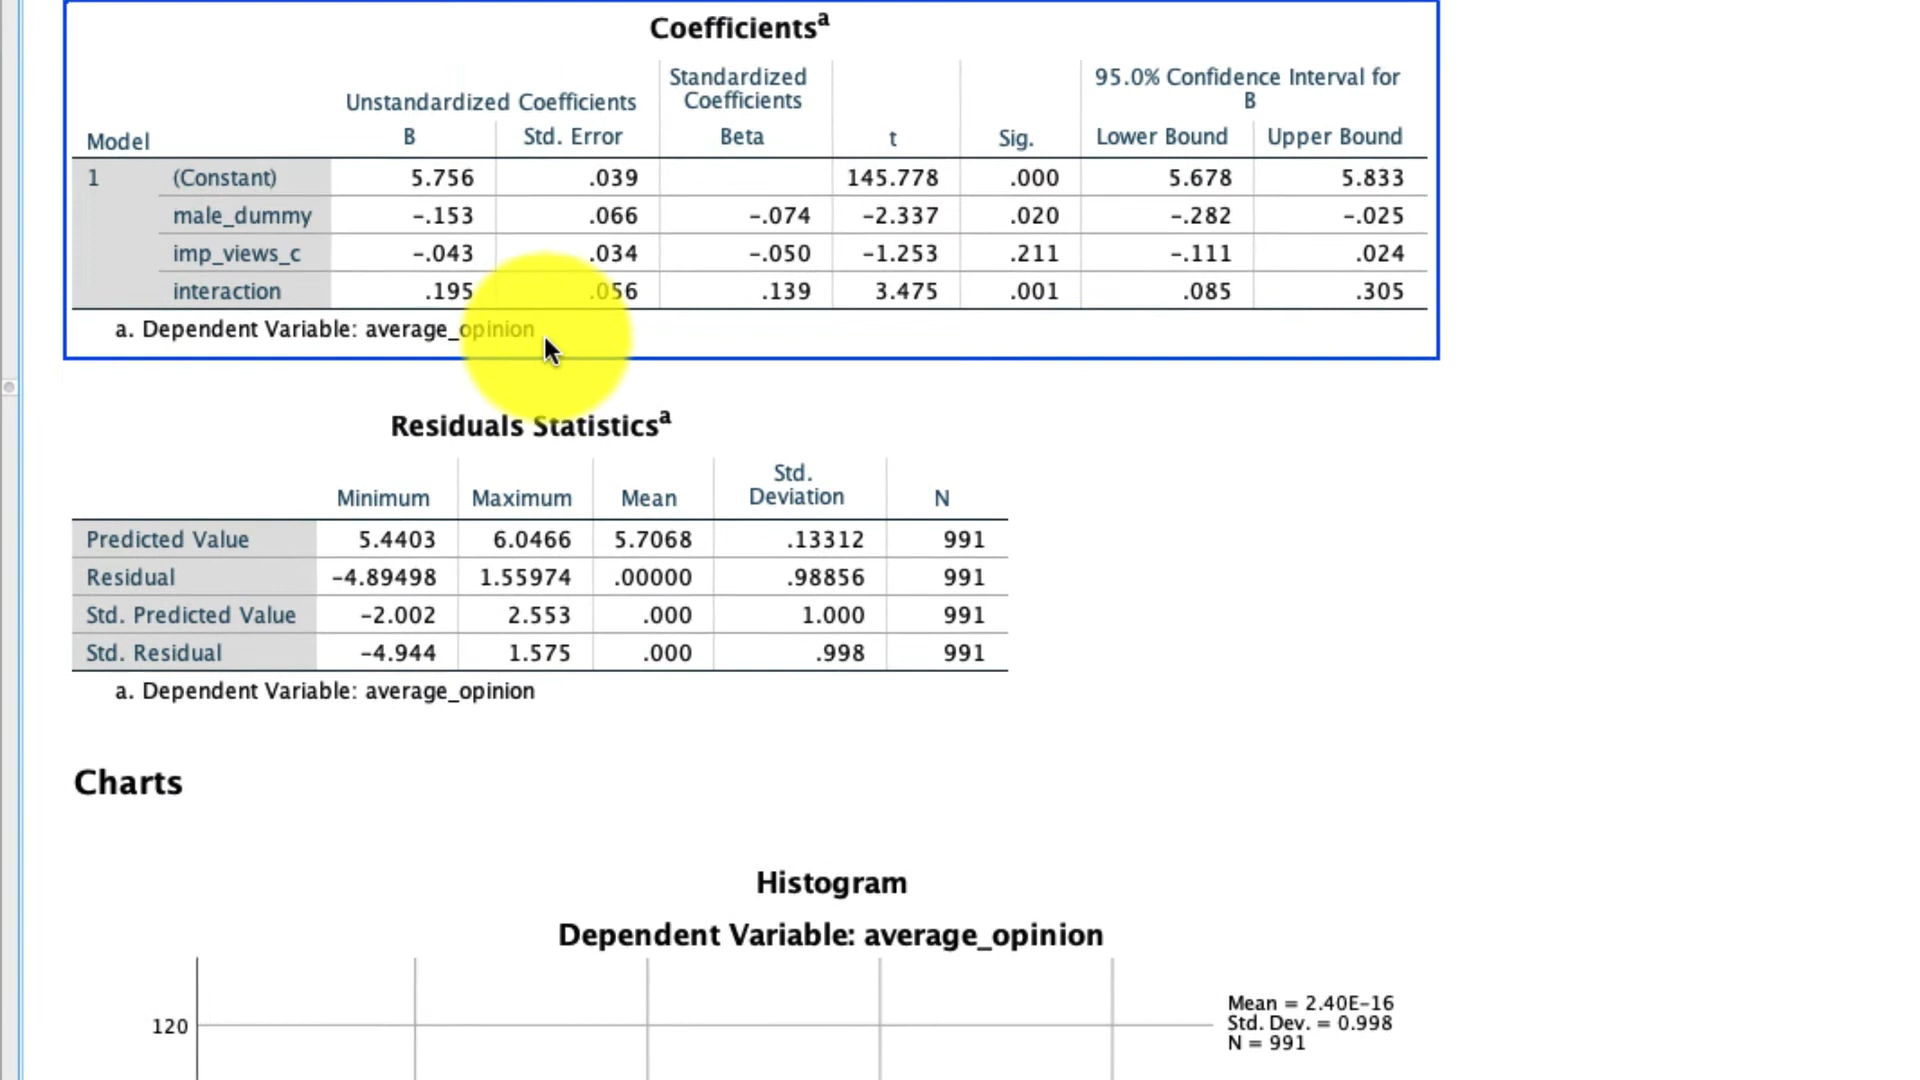 Coefficientsa
Unstandardized Coefficients
Standardized Coefficients
95.0% Confidence Interval for B
Model B Std. Error Beta t Sig. Lower Bound Upper Bound
1 (Constant) 5.756 .039 145.778 .000 5.678 5.833
male_dummy -.153 .066 -.074 -2.337 .020 -.282 -.025
imp_views_c -.043 .034 -.050 -1.253 .211 -.111 .024
interaction .195 .056 .139 3.475 .001 .085 .305
a. Dependent Variable: average_opinion
Residuals Statisticsa
Minimum Maximum Mean Std. Deviation N
Predicted Value 5.4403 6.0466 5.7068 .13312 991
Residual -4.89498 1.55974 .00000 .98856 991
Std. Predicted Value -2.002 2.553 .000 1.000 991
Std. Residual -4.944 1.575 .000 .998 991
a. Dependent Variable: average_opinion
Charts
Histogram
Dependent Variable: average_opinion
Mean = 2.40E-16
Std. Dev. = 0.998
N = 991
120